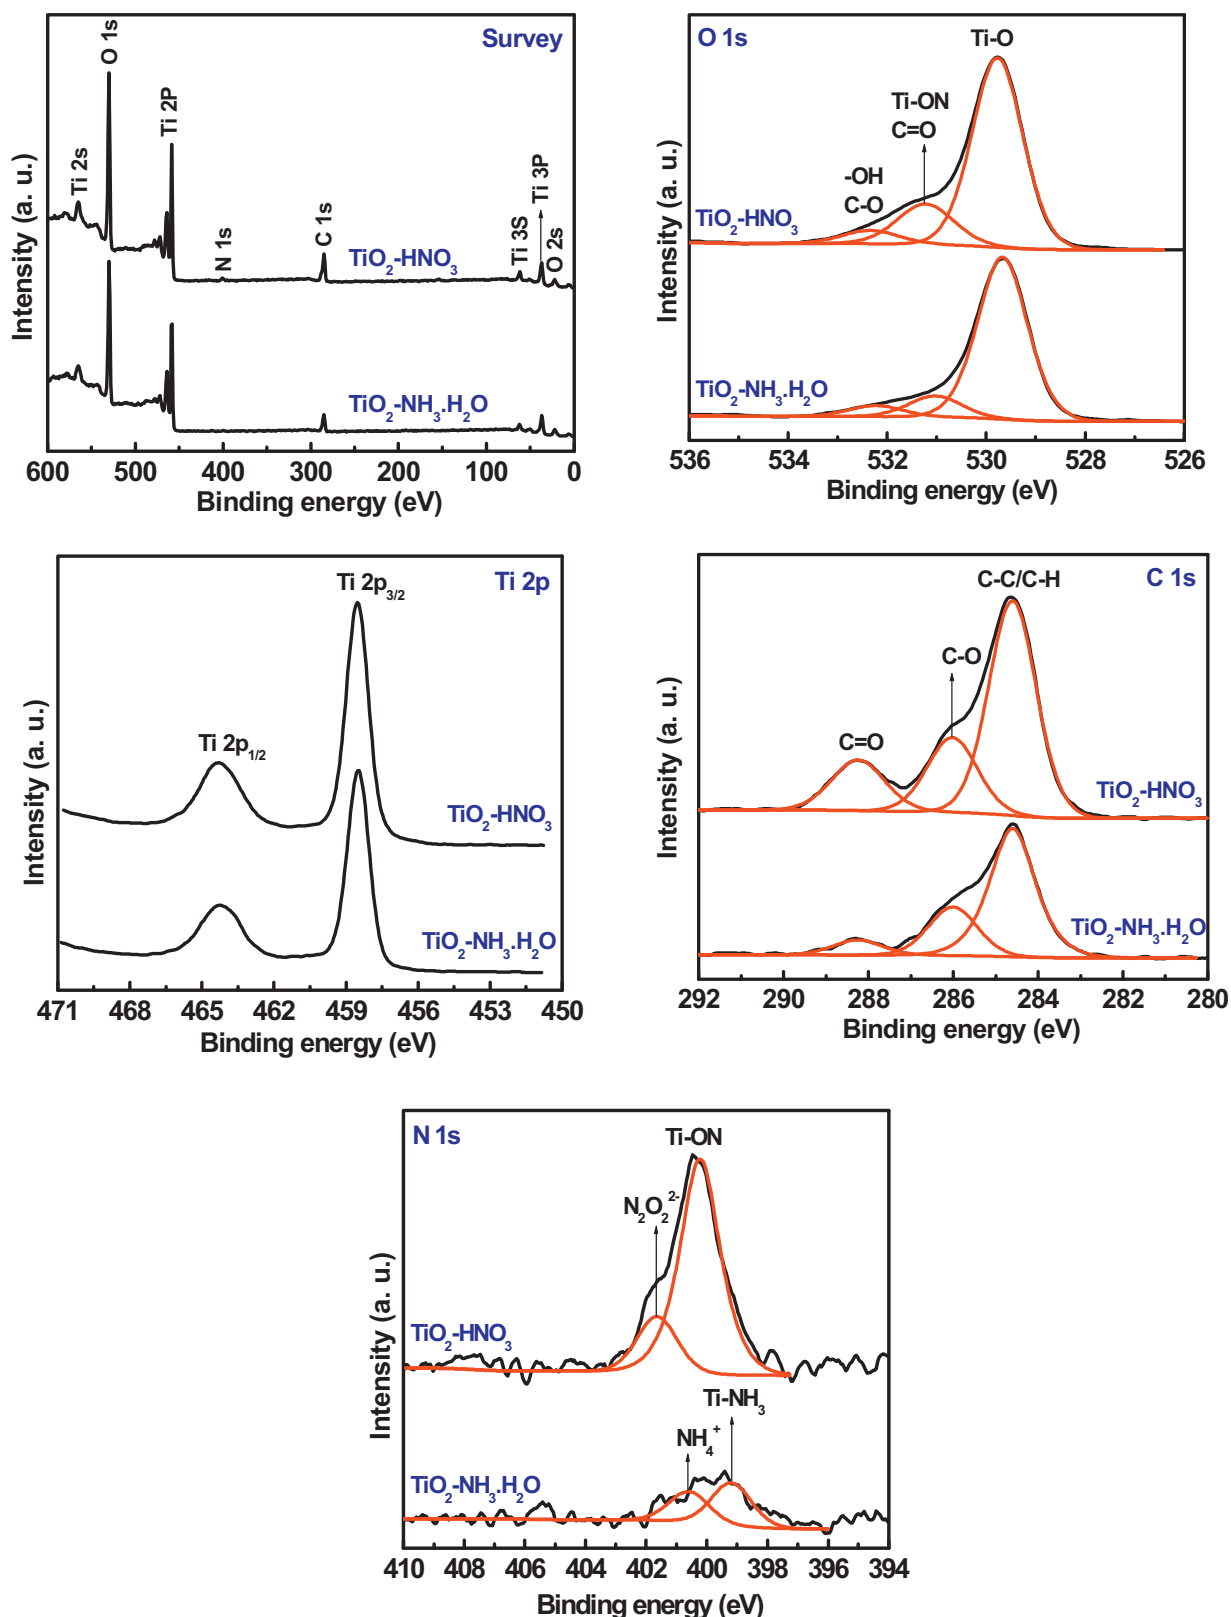 Survey
O 1s
Ti 2s
Ti 2P
N 1s
C 1s
Ti 3S
Ti 3P
O 2s
TiO2-HNO3
TiO2-NH3.H2O
Intensity (a. u.)
600 500 400 300 200 100 0
Binding energy (eV)
O 1s
Ti-O
Ti-ON
C=O
-OH
C-O
TiO2-HNO3
TiO2-NH3.H2O
Intensity (a. u.)
536 534 532 530 528 526
Binding energy (eV)
Ti 2p
Ti 2p3/2
Ti 2p1/2
TiO2-HNO3
TiO2-NH3.H2O
Intensity (a. u.)
471 468 465 462 459 456 453 450
Binding energy (eV)
C 1s
C-C/C-H
C-O
C=O
TiO2-HNO3
TiO2-NH3.H2O
Intensity (a. u.)
292 290 288 286 284 282 280
Binding energy (eV)
N 1s
Ti-ON
N2O2 2-
TiO2-HNO3
Ti-NH3
NH4+
TiO2-NH3.H2O
Intensity (a. u.)
410 408 406 404 402 400 398 396 394
Binding energy (eV)